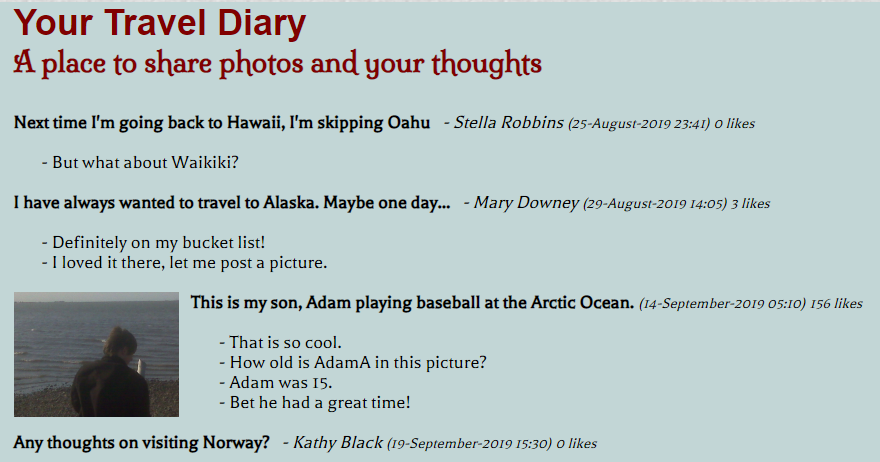 Your Travel Diary
A place to share photos and your thoughts
Next time I'm going back to Hawaii, I'm skipping Oahu - Stella Robbins (25-August-2019 23:41) 0 likes
- But what about Waikiki?
I have always wanted to travel to Alaska. Maybe one day... - Mary Downey (29-August-2019 14:05) 3 likes
- Definitely on my bucket list!
- I loved it there, let me post a picture.
This is my son, Adam playing baseball at the Arctic Ocean. (14-September-2019 05:10) 156 likes
- That is so cool.
- How old is AdamA in this picture?
- Adam was 15.
- Bet he had a great time!
Any thoughts on visiting Norway? - Kathy Black (19-September-2019 15:30) 0 likes